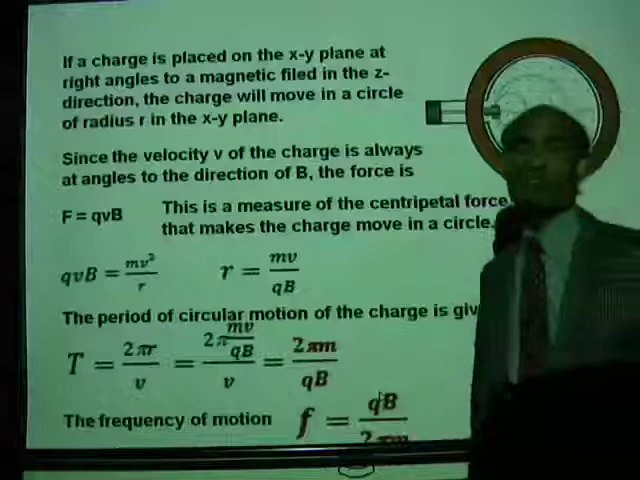 If a charge is placed on the x-y plane at
right angles to a magnetic filed in the z-
direction, the charge will move in a circle
of radius r in the x-y plane.
Since the velocity v of the charge is always
at angles to the direction of B, the force is
F = qvB This is a measure of the centripetal force
that makes the charge move in a circle.
qvB = mv²/r r = mv/qB
The period of circular motion of the charge is giv
T = 2πr/v = 2π mv/qB / v = 2πm/qB
The frequency of motion f = qB/2πm